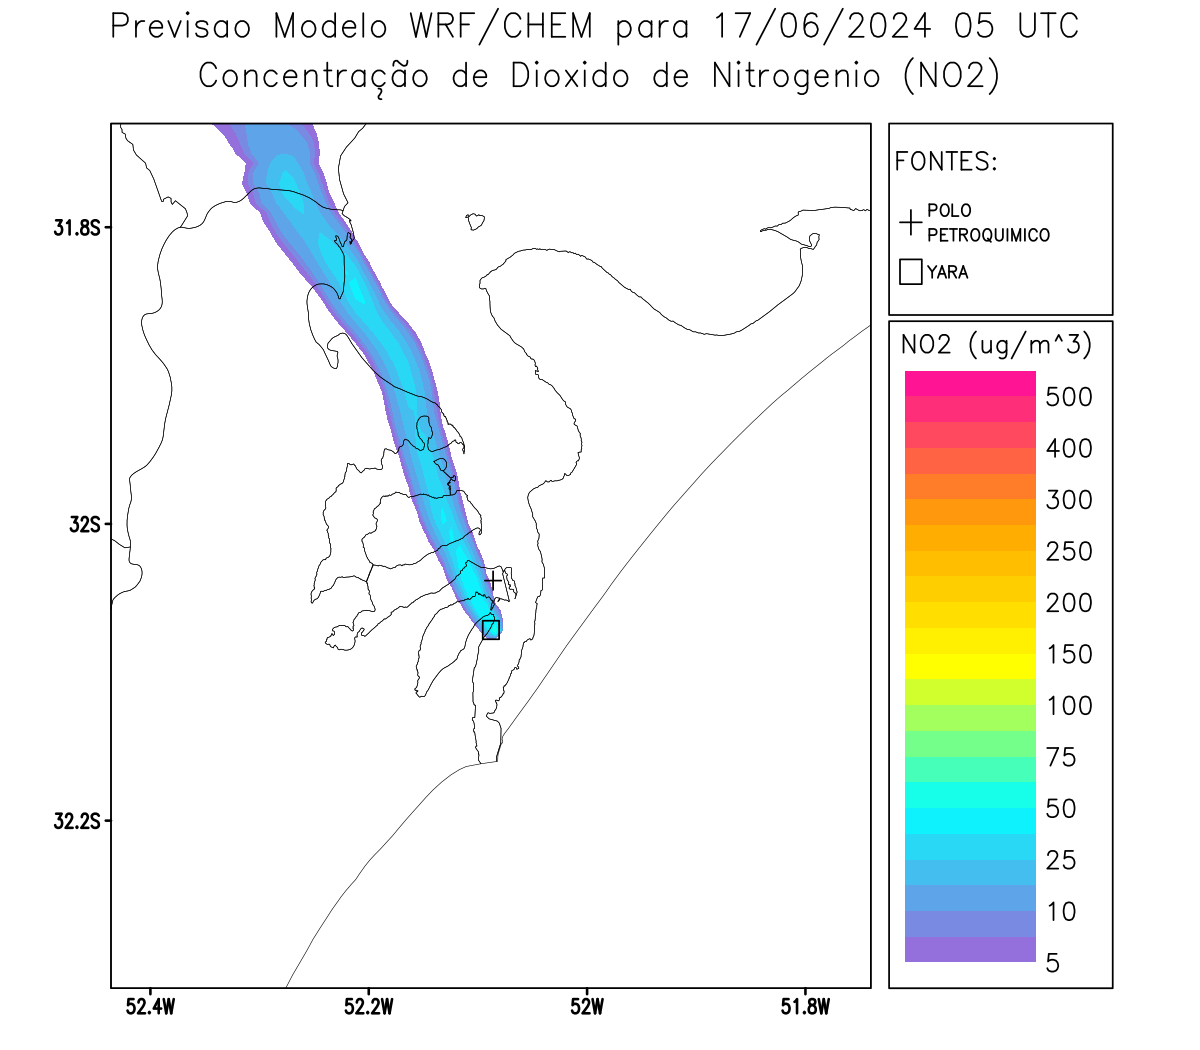 Previsao Modelo WRF/CHEM para 17/06/2024 05 UTC
Concentração de Dioxido de Nitrogenio (NO2)
FONTES:
POLO
PETROQUIMICO
YARA
NO2 (ug/m^3)
500
400
300
250
200
150
100
75
50
25
10
5
31.8S
32S
32.2S
52.4W
52.2W
52W
51.8W